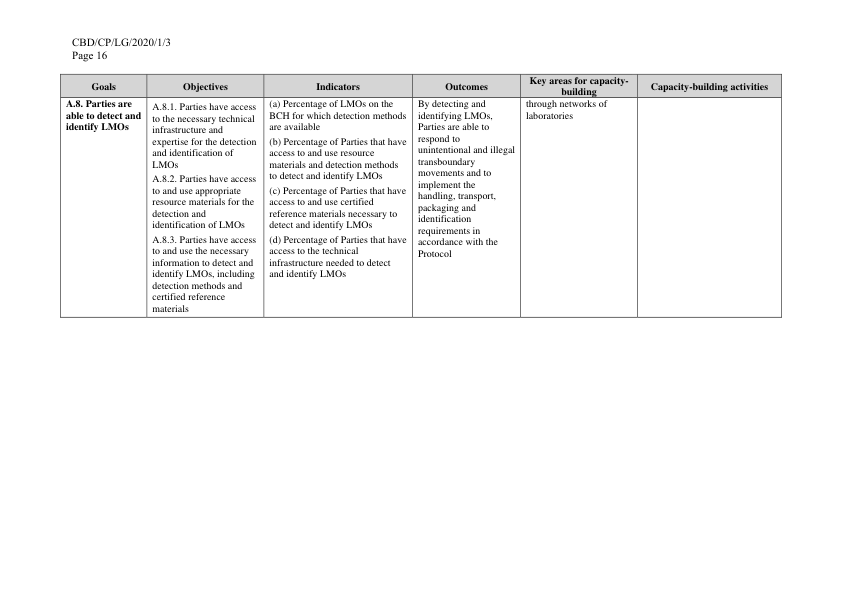 CBD/CP/LG/2020/1/3
Page 16
Goals
Objectives
Indicators
Outcomes
Key areas for capacity-
building
Capacity-building activities
A.8. Parties are
able to detect and
identify LMOs
A.8.1. Parties have access
to the necessary technical
infrastructure and
expertise for the detection
and identification of
LMOs
A.8.2. Parties have access
to and use appropriate
resource materials for the
detection and
identification of LMOs
A.8.3. Parties have access
to and use the necessary
information to detect and
identify LMOs, including
detection methods and
certified reference
materials
(a) Percentage of LMOs on the
BCH for which detection methods
are available
(b) Percentage of Parties that have
access to and use resource
materials and detection methods
to detect and identify LMOs
(c) Percentage of Parties that have
access to and use certified
reference materials necessary to
detect and identify LMOs
(d) Percentage of Parties that have
access to the technical
infrastructure needed to detect
and identify LMOs
By detecting and
identifying LMOs,
Parties are able to
respond to
unintentional and illegal
transboundary
movements and to
implement the
handling, transport,
packaging and
identification
requirements in
accordance with the
Protocol
through networks of
laboratories